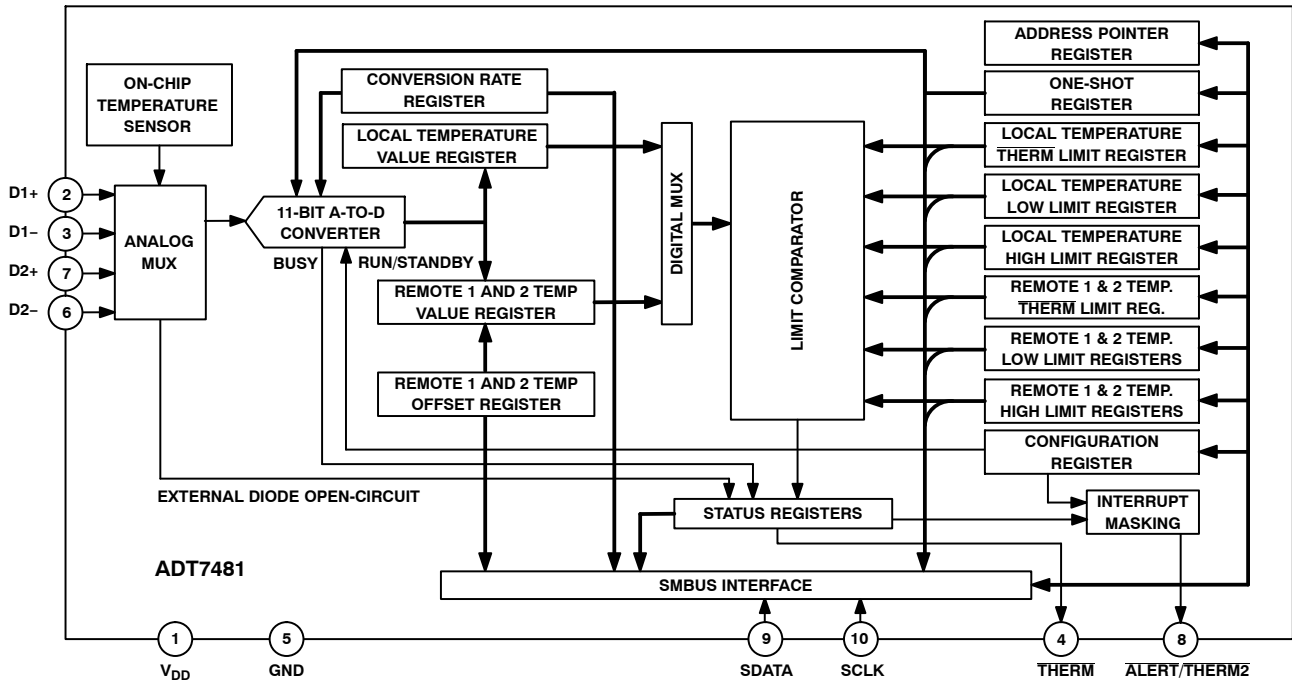 ADDRESS POINTER
REGISTER
ON-CHIP
TEMPERATURE
SENSOR
CONVERSION RATE
REGISTER
ONE-SHOT
REGISTER
LOCAL TEMPERATURE
VALUE REGISTER
LOCAL TEMPERATURE
THERM LIMIT REGISTER
D1+
2
D1–
3
D2+
7
D2–
6
ANALOG
MUX
11-BIT A-TO-D
CONVERTER
BUSY
RUN/STANDBY
DIGITAL MUX
LIMIT COMPARATOR
LOCAL TEMPERATURE
LOW LIMIT REGISTER
LOCAL TEMPERATURE
HIGH LIMIT REGISTER
REMOTE 1 AND 2 TEMP
VALUE REGISTER
REMOTE 1 & 2 TEMP.
THERM LIMIT REG.
REMOTE 1 & 2 TEMP.
LOW LIMIT REGISTERS
REMOTE 1 AND 2 TEMP
OFFSET REGISTER
REMOTE 1 & 2 TEMP.
HIGH LIMIT REGISTERS
CONFIGURATION
REGISTER
EXTERNAL DIODE OPEN-CIRCUIT
STATUS REGISTERS
INTERRUPT
MASKING
ADT7481
SMBUS INTERFACE
1
5
9
10
4
8
VDD
GND
SDATA
SCLK
THERM
ALERT/THERM2